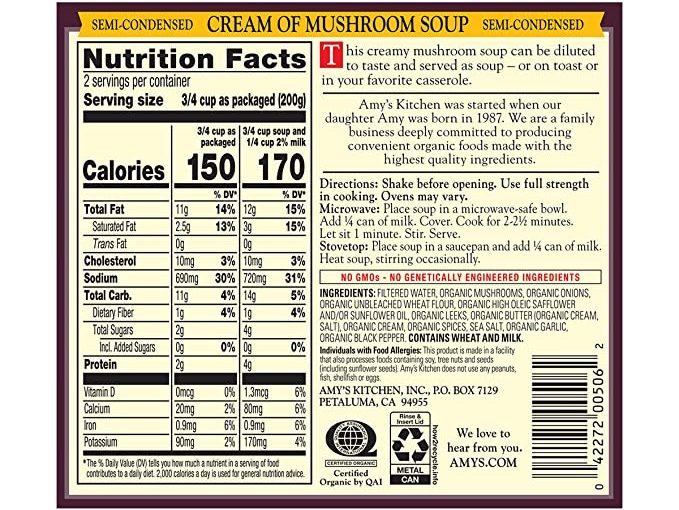 SEMI-CONDENSED CREAM OF MUSHROOM SOUP SEMI-CONDENSED
Nutrition Facts
2 servings per container
Serving size 3/4 cup as packaged (200g)
3/4 cup as packaged 3/4 cup soup and 1/4 cup 2% milk
Calories 150 170
% DV* % DV*
Total Fat 11g 14% 12g 15%
Saturated Fat 2.5g 13% 3g 15%
Trans Fat 0g 0g
Cholesterol 10mg 3% 10mg 3%
Sodium 690mg 30% 720mg 31%
Total Carb. 11g 4% 14g 5%
Dietary Fiber 1g 4% 1g 4%
Total Sugars 2g 4g
Incl. Added Sugars 0g 0% 0g 0%
Protein 2g 4g
Vitamin D 0mcg 0% 1.3mcg 6%
Calcium 20mg 2% 80mg 6%
Iron 0.9mg 6% 0.9mg 6%
Potassium 90mg 2% 170mg 4%
*The % Daily Value (DV) tells you how much a nutrient in a serving of food
contributes to a daily diet. 2,000 calories a day is used for general nutrition advice.
This creamy mushroom soup can be diluted
to taste and served as soup – or on toast or
in your favorite casserole.
Amy's Kitchen was started when our
daughter Amy was born in 1987. We are a family
business deeply committed to producing
convenient organic foods made with the
highest quality ingredients.
Directions: Shake before opening. Use full strength
in cooking. Ovens may vary.
Microwave: Place soup in a microwave-safe bowl.
Add ¼ can of milk. Cover. Cook for 2-2½ minutes.
Let sit 1 minute. Stir. Serve.
Stovetop: Place soup in a saucepan and add ¼ can of milk.
Heat soup, stirring occasionally.
NO GMOs - NO GENETICALLY ENGINEERED INGREDIENTS
INGREDIENTS: FILTERED WATER, ORGANIC MUSHROOMS, ORGANIC ONIONS,
ORGANIC UNBLEACHED WHEAT FLOUR, ORGANIC HIGH OLEIC SAFFLOWER
AND/OR SUNFLOWER OIL, ORGANIC LEEKS, ORGANIC BUTTER (ORGANIC CREAM,
SALT), ORGANIC CREAM, ORGANIC SPICES, SEA SALT, ORGANIC GARLIC,
ORGANIC BLACK PEPPER. CONTAINS WHEAT AND MILK.
Individuals with Food Allergies: This product is made in a facility
that also processes foods containing soy, tree nuts and seeds
(including sunflower seeds). Amy's Kitchen does not use any peanuts,
fish, shellfish or eggs.
AMY'S KITCHEN, INC., P.O. BOX 7129
PETALUMA, CA 94955
Q
CERTIFIED ORGANIC
Certified
Organic by QAI
Rinse &
Insert Lid
METAL
CAN
how2recycle.info
We love to
hear from you.
AMYS.COM
0 42272 00506 2